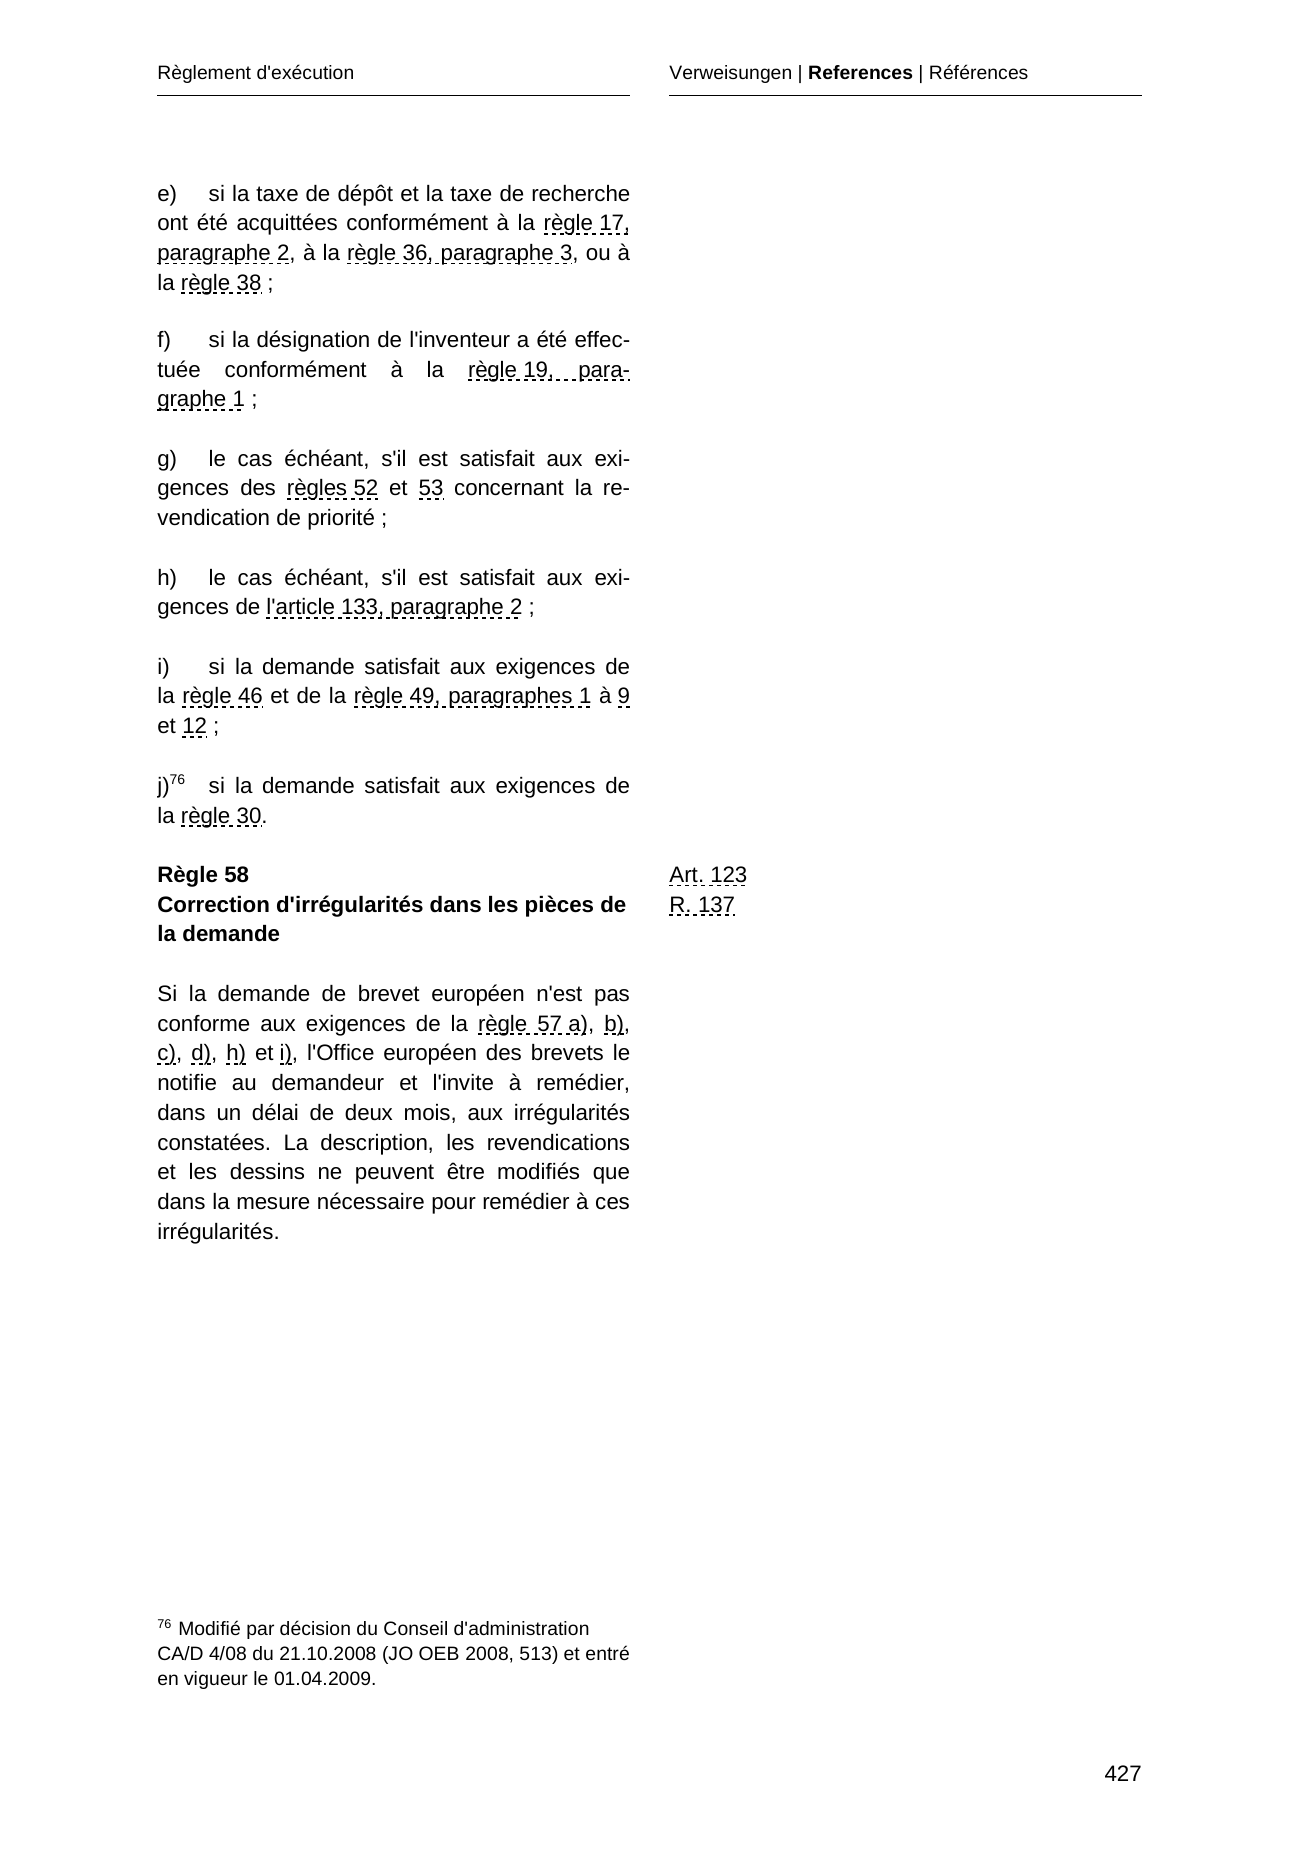 Règlement d'exécution
Verweisungen | References | Références
e) si la taxe de dépôt et la taxe de recherche
ont été acquittées conformément à la règle 17,
paragraphe 2, à la règle 36, paragraphe 3, ou à
la règle 38 ;
f) si la désignation de l'inventeur a été effec-
tuée conformément à la règle 19, para-
graphe 1 ;
g) le cas échéant, s'il est satisfait aux exi-
gences des règles 52 et 53 concernant la re-
vendication de priorité ;
h) le cas échéant, s'il est satisfait aux exi-
gences de l'article 133, paragraphe 2 ;
i) si la demande satisfait aux exigences de
la règle 46 et de la règle 49, paragraphes 1 à 9
et 12 ;
j)76 si la demande satisfait aux exigences de
la règle 30.
Règle 58
Correction d'irrégularités dans les pièces de
la demande
Art. 123
R. 137
Si la demande de brevet européen n'est pas
conforme aux exigences de la règle 57 a), b),
c), d), h) et i), l'Office européen des brevets le
notifie au demandeur et l'invite à remédier,
dans un délai de deux mois, aux irrégularités
constatées. La description, les revendications
et les dessins ne peuvent être modifiés que
dans la mesure nécessaire pour remédier à ces
irrégularités.
76 Modifié par décision du Conseil d'administration
CA/D 4/08 du 21.10.2008 (JO OEB 2008, 513) et entré
en vigueur le 01.04.2009.
427